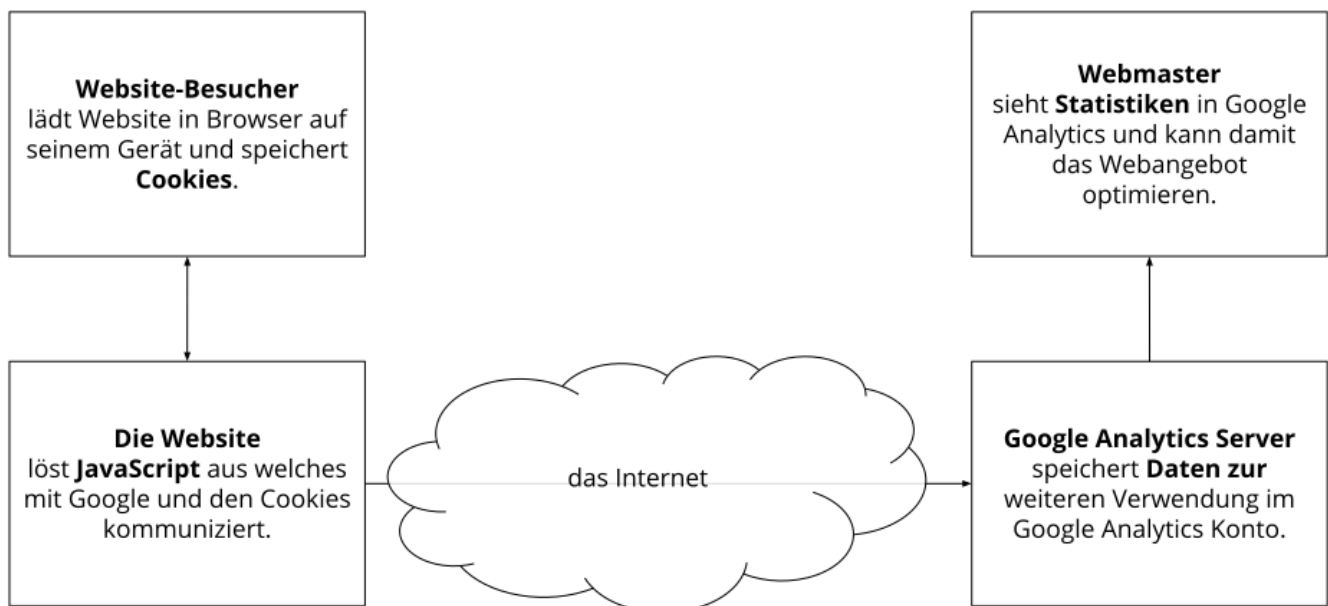 Website-Besucher
lädt Website in Browser auf
seinem Gerät und speichert
Cookies.
Webmaster
sieht Statistiken in Google
Analytics und kann damit
das Webangebot
optimieren.
Die Website
löst JavaScript aus welches
mit Google und den Cookies
kommuniziert.
das Internet
Google Analytics Server
speichert Daten zur
weiteren Verwendung im
Google Analytics Konto.